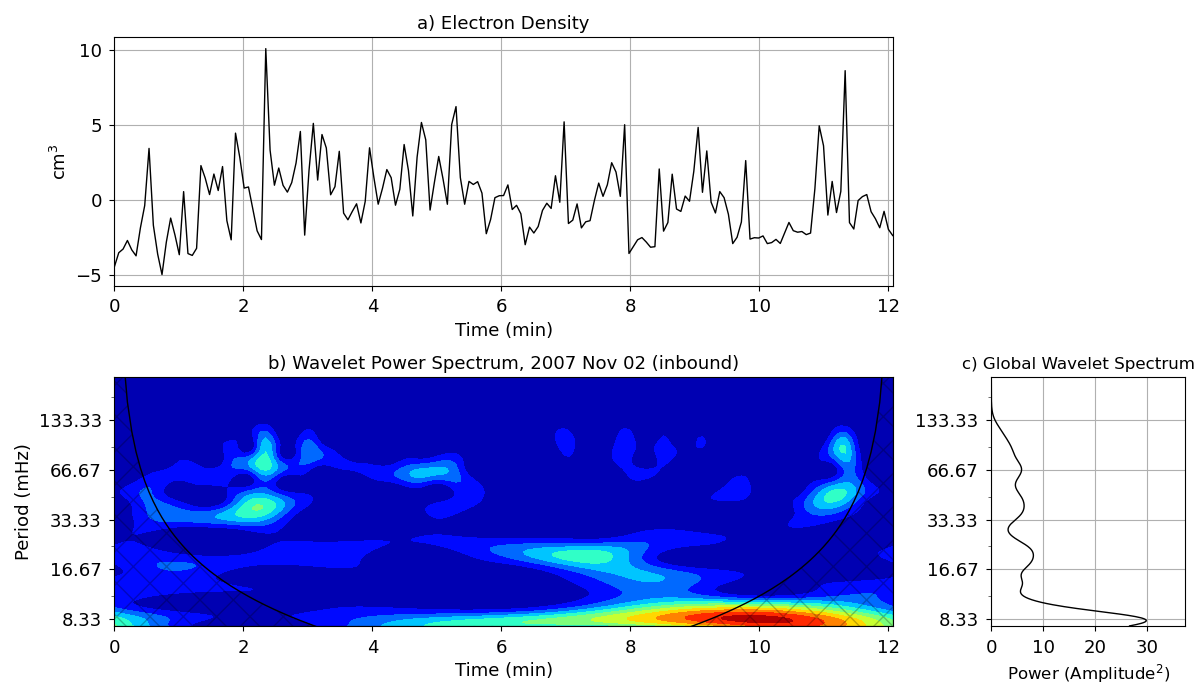 a) Electron Density
10
5
0
−5
cm³
0 2 4 6 8 10 12
Time (min)
b) Wavelet Power Spectrum, 2007 Nov 02 (inbound)
133.33
66.67
33.33
16.67
8.33
Period (mHz)
0 2 4 6 8 10 12
Time (min)
c) Global Wavelet Spectrum
133.33
66.67
33.33
16.67
8.33
0 10 20 30
Power (Amplitude²)